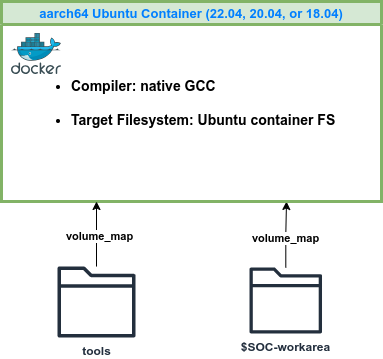 aarch64 Ubuntu Container (22.04, 20.04, or 18.04)
docker
Compiler: native GCC
Target Filesystem: Ubuntu container FS
volume_map
volume_map
tools
$SOC-workarea